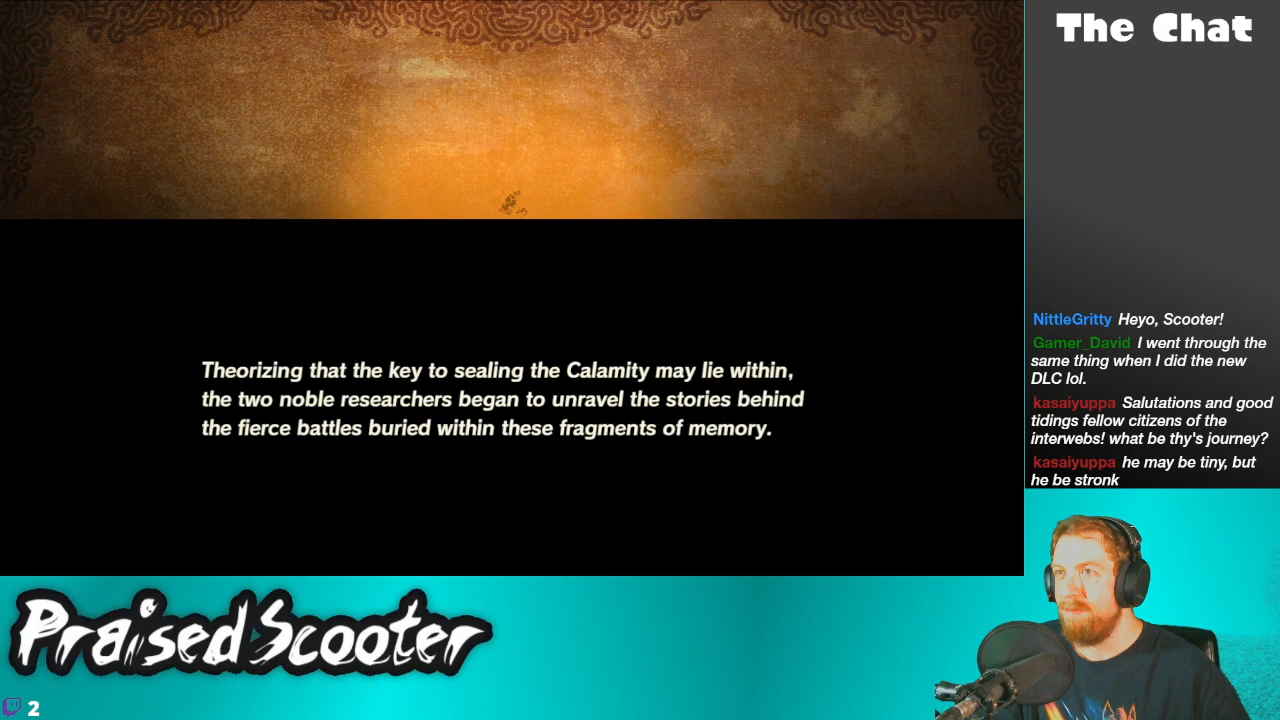 The Chat
Theorizing that the key to sealing the Calamity may lie within,
the two noble researchers began to unravel the stories behind
the fierce battles buried within these fragments of memory.
NittleGritty Heyo, Scooter!
Gamer_David I went through the
same thing when I did the new
DLC lol.
kasaiyuppa Salutations and good
tidings fellow citizens of the
interwebs! what be thy's journey?
kasaiyuppa he may be tiny, but
he be stronk
PraisedScooter
2